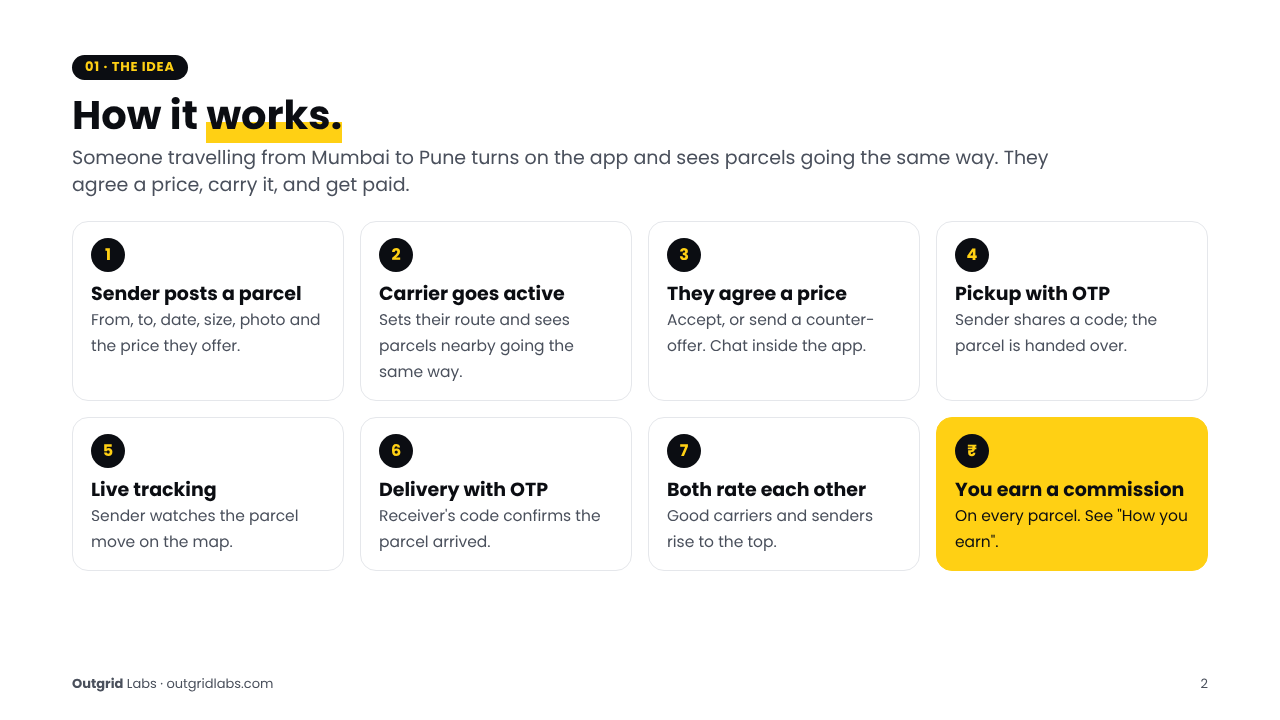 01 · THE IDEA
How it works.
Someone travelling from Mumbai to Pune turns on the app and sees parcels going the same way. They
agree a price, carry it, and get paid.
1
Sender posts a parcel
From, to, date, size, photo and
the price they offer.
2
Carrier goes active
Sets their route and sees
parcels nearby going the
same way.
3
They agree a price
Accept, or send a counter-
offer. Chat inside the app.
4
Pickup with OTP
Sender shares a code; the
parcel is handed over.
5
Live tracking
Sender watches the parcel
move on the map.
6
Delivery with OTP
Receiver's code confirms the
parcel arrived.
7
Both rate each other
Good carriers and senders
rise to the top.
₹
You earn a commission
On every parcel. See "How you
earn".
Outgrid Labs · outgridlabs.com
2